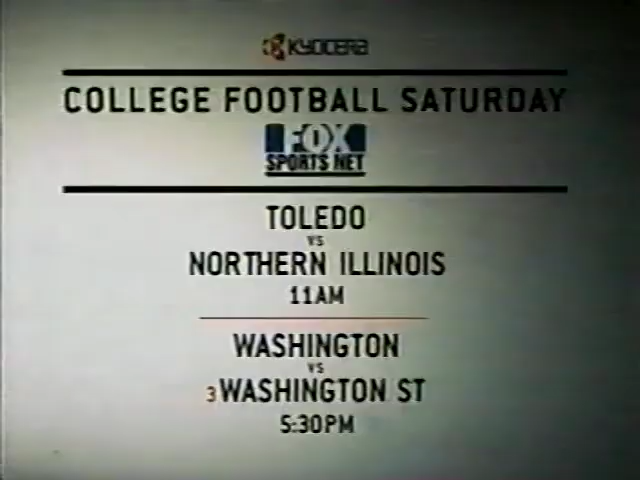 KYOCERA
COLLEGE FOOTBALL SATURDAY
FOX
SPORTS NET
TOLEDO
VS
NORTHERN ILLINOIS
11AM
WASHINGTON
VS
3 WASHINGTON ST
5:30PM